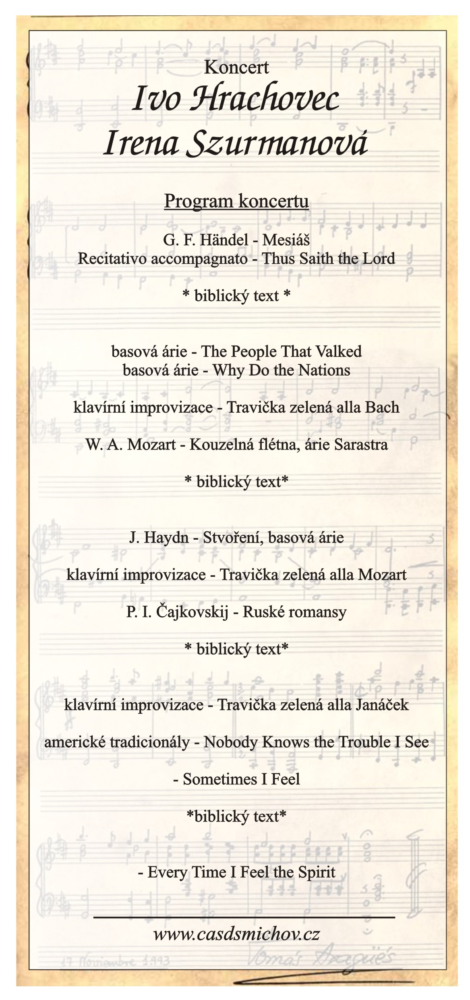 Koncert
Ivo Hrachovec
Irena Szurmanová
Program koncertu
G. F. Händel - Mesiáš
Recitativo accompagnato - Thus Saith the Lord
* biblický text *
basová árie - The People That Valked
basová árie - Why Do the Nations
klavírní improvizace - Travička zelená alla Bach
W. A. Mozart - Kouzelná flétna, árie Sarastra
* biblický text*
J. Haydn - Stvoření, basová árie
klavírní improvizace - Travička zelená alla Mozart
P. I. Čajkovskij - Ruské romansy
* biblický text*
klavírní improvizace - Travička zelená alla Janáček
americké tradicionály - Nobody Knows the Trouble I See
- Sometimes I Feel
*biblický text*
- Every Time I Feel the Spirit
www.casdsmichov.cz
17 Noviembre 1.993 Tomás Aragüés